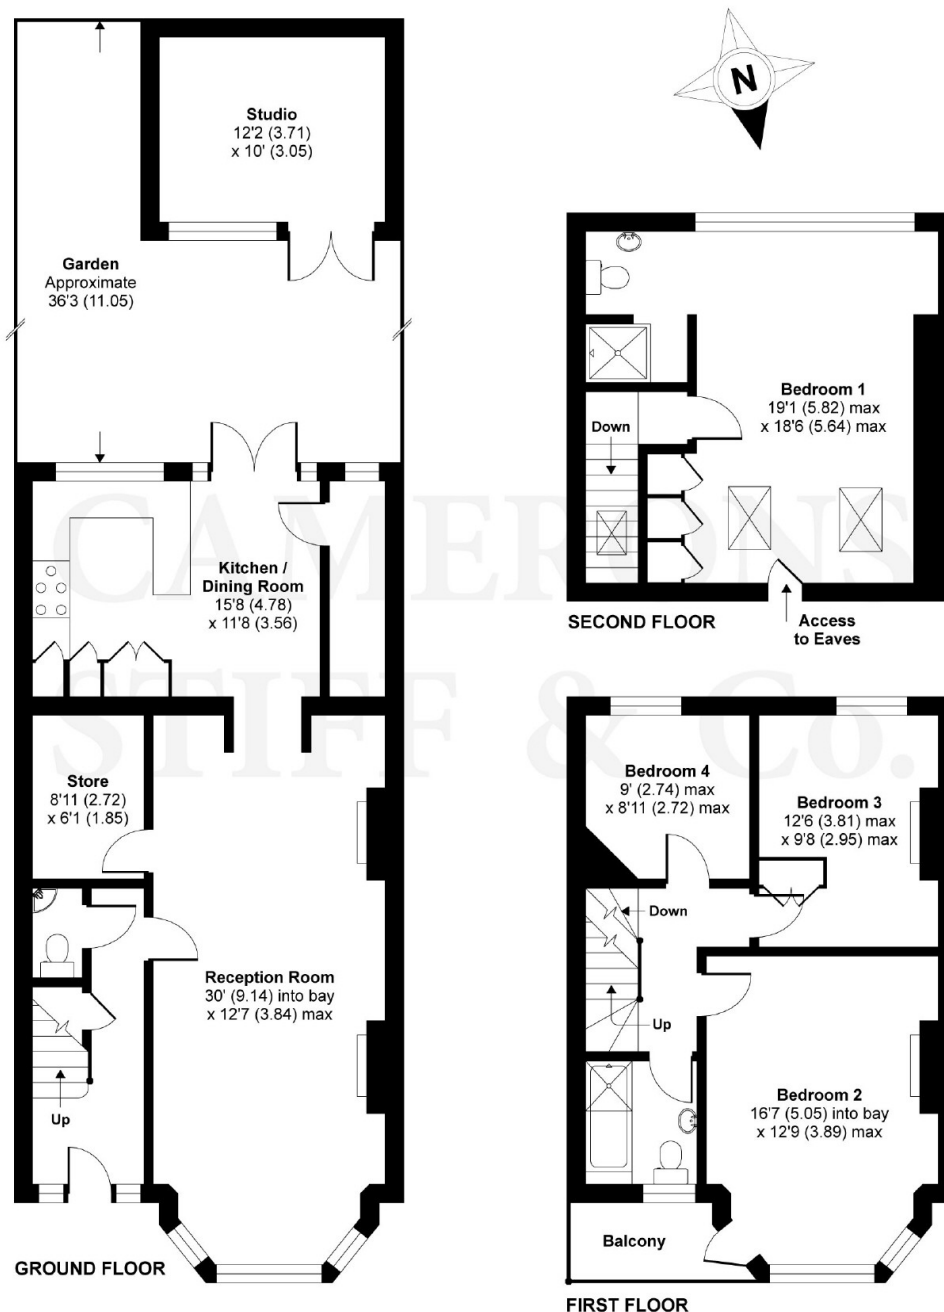 Studio
12'2 (3.71)
x 10' (3.05)
N
Garden
Approximate
36'3 (11.05)
Bedroom 1
19'1 (5.82) max
x 18'6 (5.64) max
Down
Kitchen /
Dining Room
15'8 (4.78)
x 11'8 (3.56)
SECOND FLOOR
Access
to Eaves
CAMERONS
STIFF & Co.
Store
8'11 (2.72)
x 6'1 (1.85)
Bedroom 4
9' (2.74) max
x 8'11 (2.72) max
Bedroom 3
12'6 (3.81) max
x 9'8 (2.95) max
Down
Reception Room
30' (9.14) into bay
x 12'7 (3.84) max
Up
Up
Bedroom 2
16'7 (5.05) into bay
x 12'9 (3.89) max
Balcony
GROUND FLOOR
FIRST FLOOR